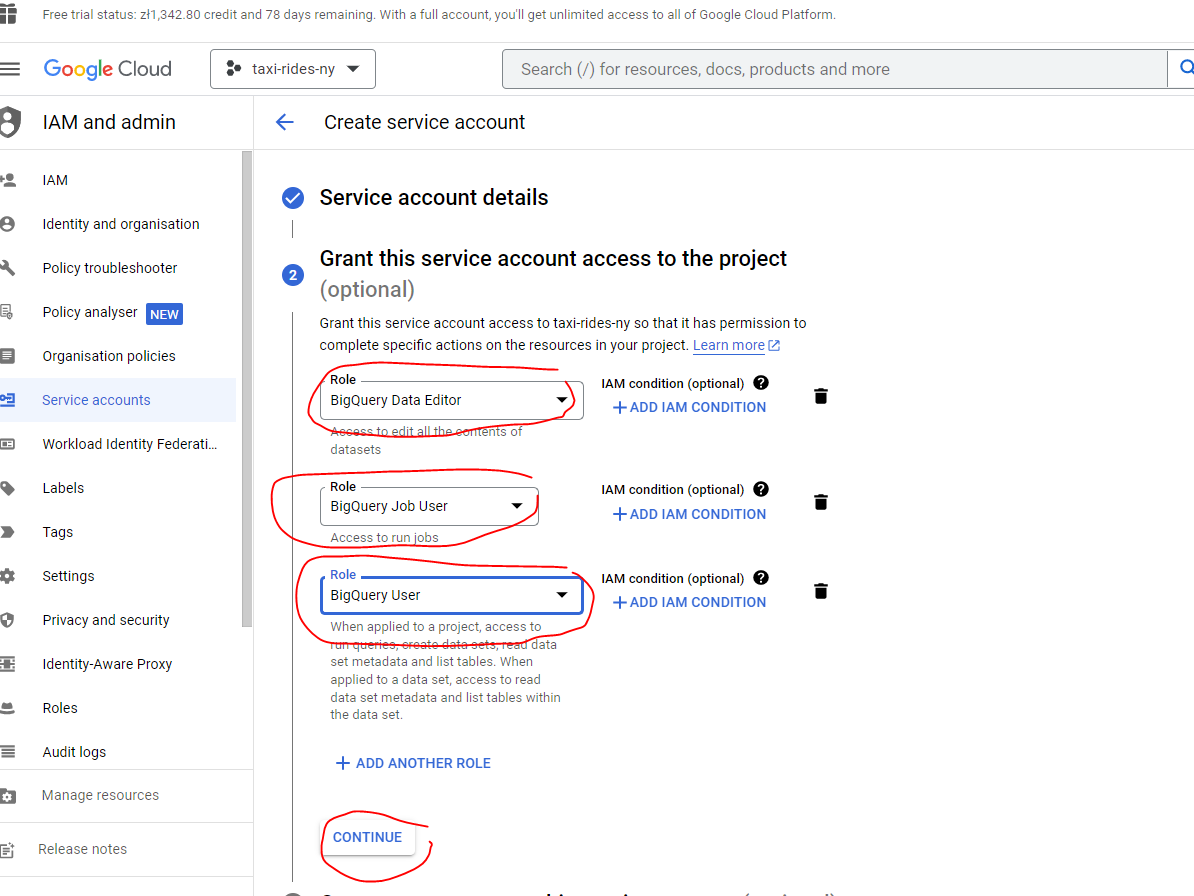 Free trial status: zł1,342.80 credit and 78 days remaining. With a full account, you'll get unlimited access to all of Google Cloud Platform.
Google Cloud
taxi-rides-ny
Search (/) for resources, docs, products and more
IAM and admin
Create service account
IAM
Identity and organisation
Policy troubleshooter
Policy analyser NEW
Organisation policies
Service accounts
Workload Identity Federati...
Labels
Tags
Settings
Privacy and security
Identity-Aware Proxy
Roles
Audit logs
Manage resources
Release notes
Service account details
2
Grant this service account access to the project
(optional)
Grant this service account access to taxi-rides-ny so that it has permission to
complete specific actions on the resources in your project. Learn more
Role
BigQuery Data Editor
IAM condition (optional) ?
+ ADD IAM CONDITION
Access to edit all the contents of
datasets
Role
BigQuery Job User
IAM condition (optional) ?
+ ADD IAM CONDITION
Access to run jobs
Role
BigQuery User
IAM condition (optional) ?
+ ADD IAM CONDITION
When applied to a project, access to
run queries, create data sets, read data
set metadata and list tables. When
applied to a data set, access to read
data set metadata and list tables within
the data set.
+ ADD ANOTHER ROLE
CONTINUE